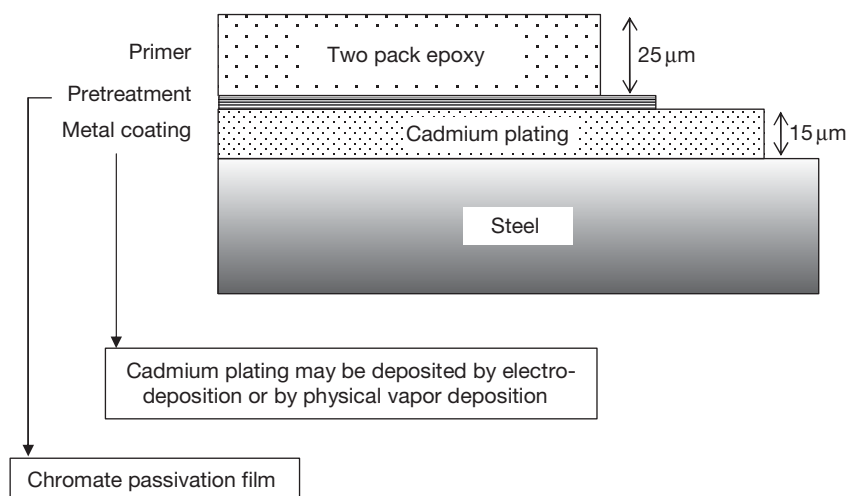 Primer
Two pack epoxy
25 µm
Pretreatment
Metal coating
Cadmium plating
15 µm
Steel
Cadmium plating may be deposited by electro-
deposition or by physical vapor deposition
Chromate passivation film